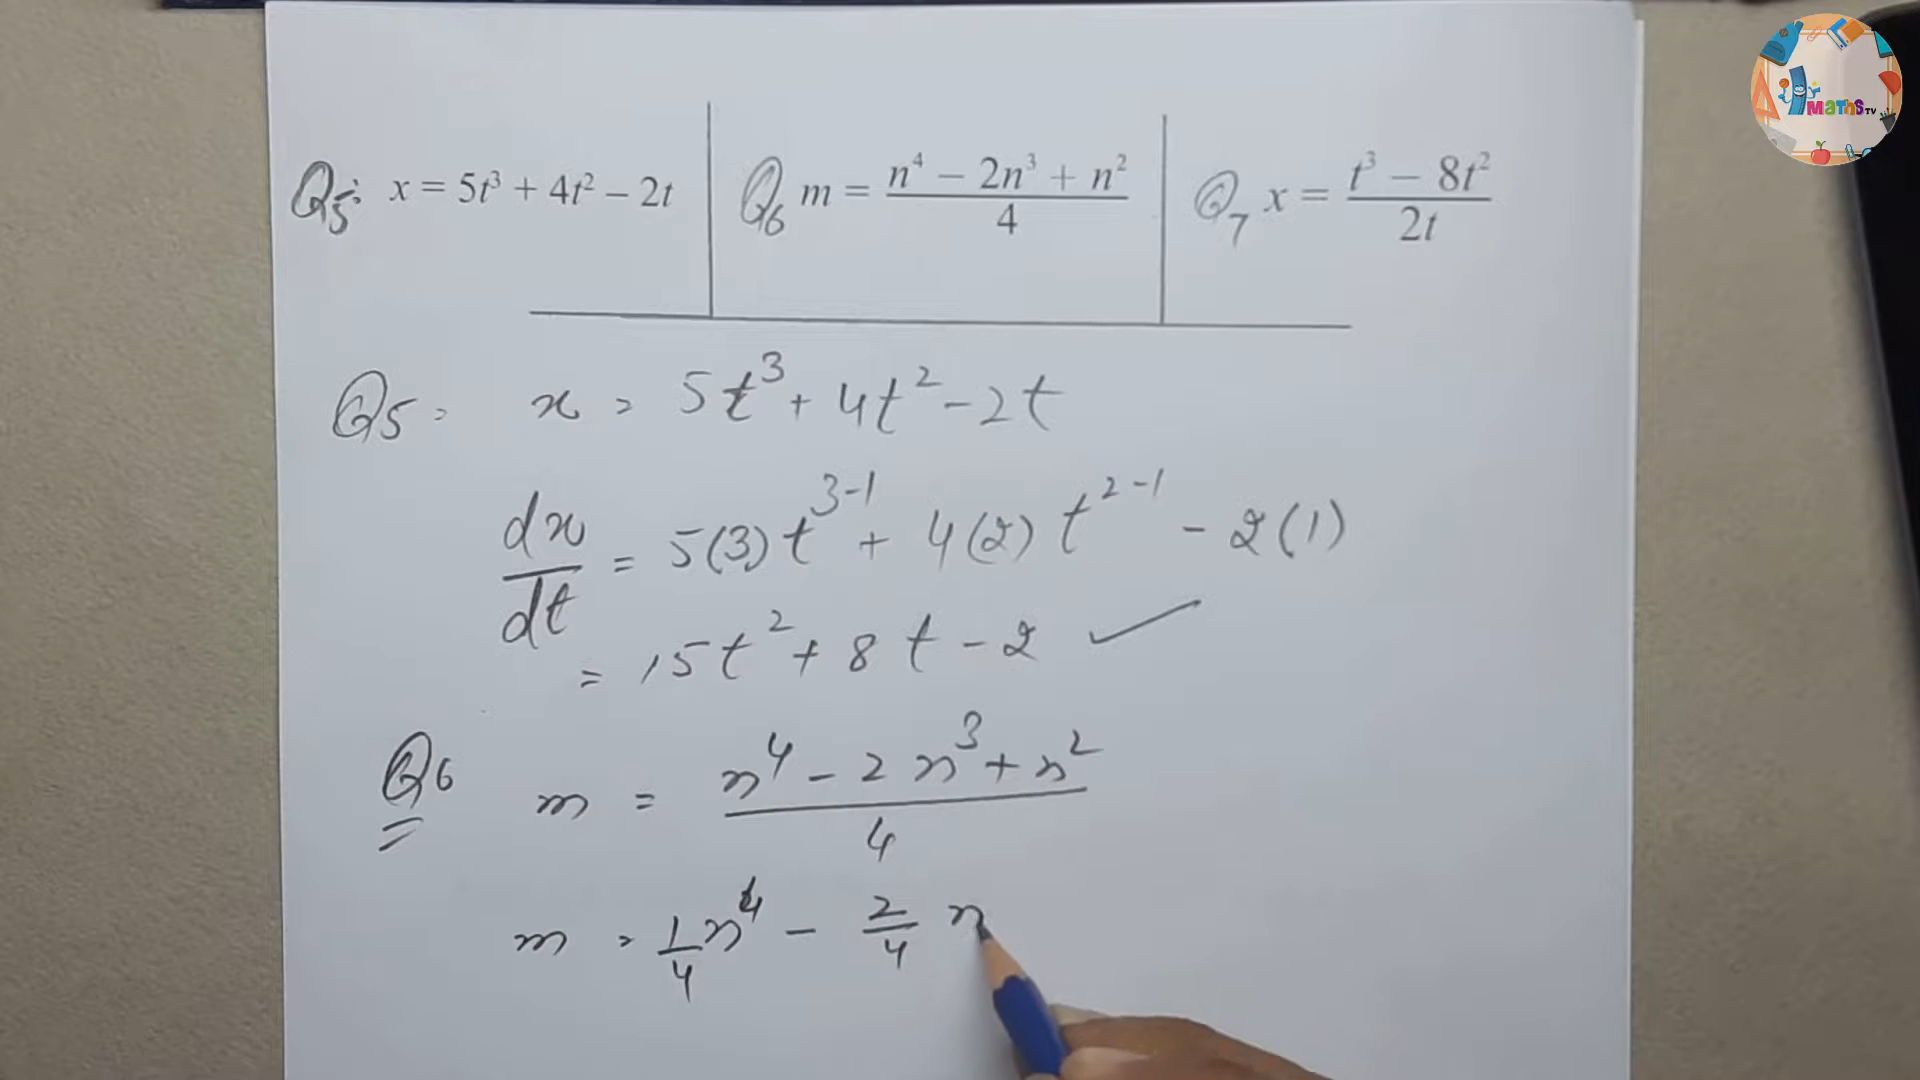 MATHS TV
Q5: x = 5t³ + 4t² – 2t
Q6 m = (n⁴ – 2n³ + n²)/4
Q7 x = (t³ – 8t²)/2t
Q5. x = 5t³ + 4t² - 2t
dx/dt = 5(3)t³⁻¹ + 4(2)t²⁻¹ - 2(1)
= 15t² + 8t - 2 ✓
Q6 m = (n⁴ - 2n³ + n²)/4
m = 1/4 n⁴ - 2/4 n